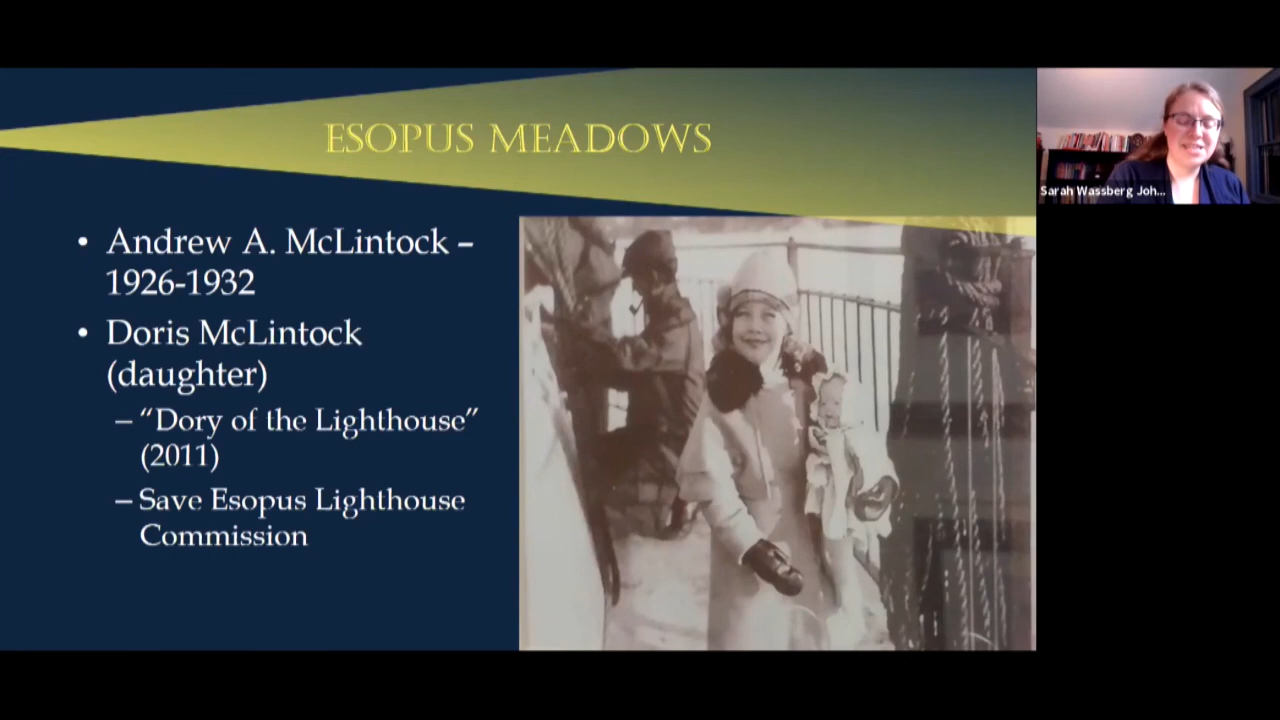 ESOPUS MEADOWS
• Andrew A. McLintock –
1926-1932
• Doris McLintock
(daughter)
– “Dory of the Lighthouse”
(2011)
– Save Esopus Lighthouse
Commission
Sarah Wassberg Joh...